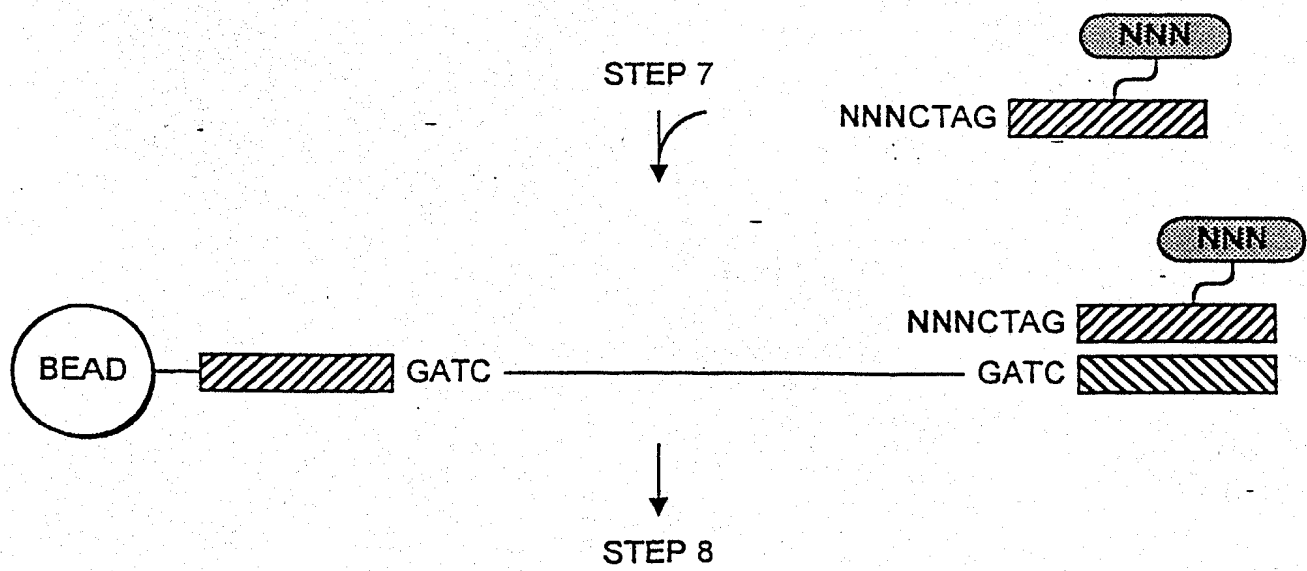 NNN
STEP 7
NNNCTAG
NNN
NNNCTAG
BEAD GATC GATC
STEP 8